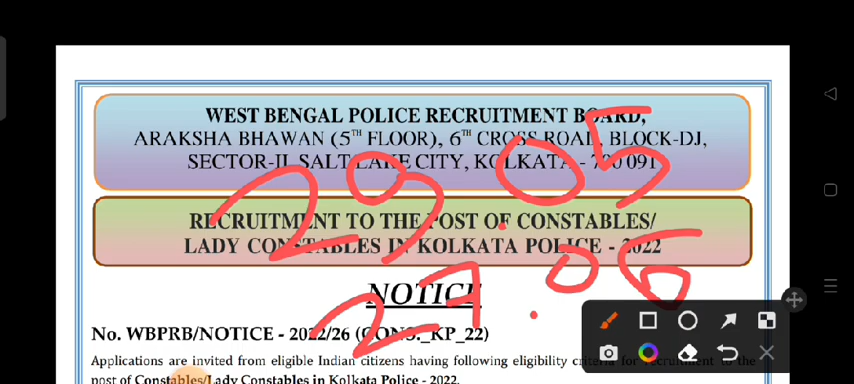 WEST BENGAL POLICE RECRUITMENT BOARD,
ARAKSHA BHAWAN (5TH FLOOR), 6TH CROSS ROAD, BLOCK-DJ,
SECTOR-II, SALT LAKE CITY, KOLKATA - 700 091
29.05
RECRUITMENT TO THE POST OF CONSTABLES/
LADY CONSTABLES IN KOLKATA POLICE - 2022
27.06
NOTICE
No. WBPRB/NOTICE - 2022/26 (CONS._KP_22)
Applications are invited from eligible Indian citizens having following eligibility criteria for recruitment to the
post of Constables/Lady Constables in Kolkata Police - 2022.